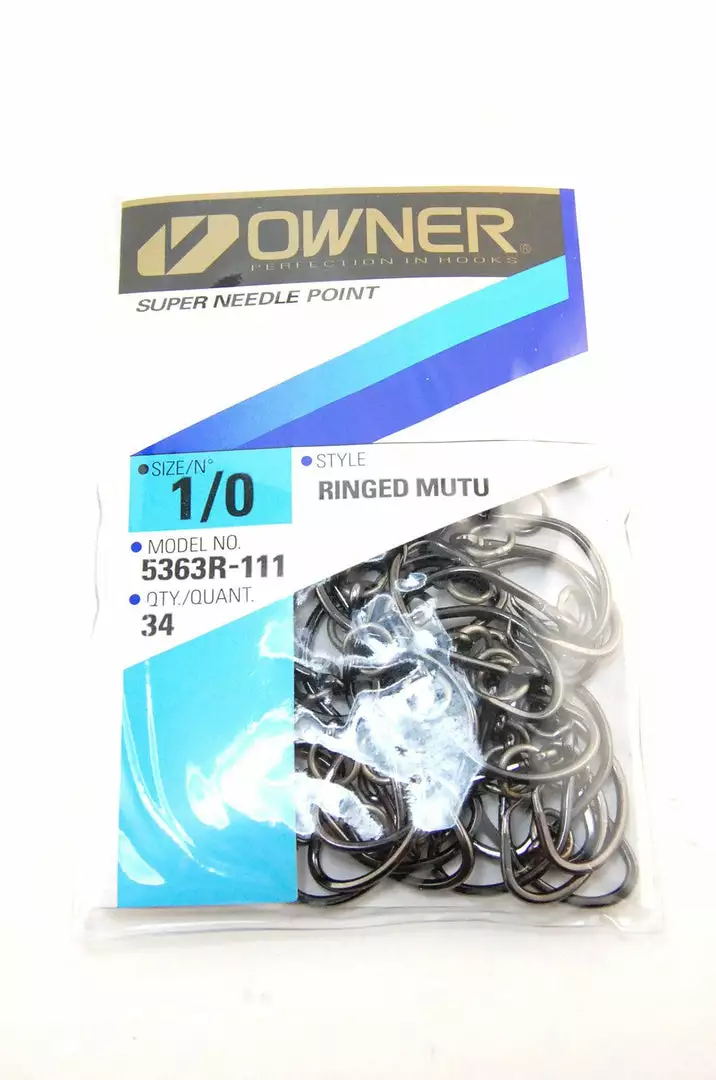 OWNER®
PERFECTION IN HOOKS
SUPER NEEDLE POINT
SIZE/N°
1/0
STYLE
RINGED MUTU
MODEL NO.
5363R-111
QTY./QUANT.
34